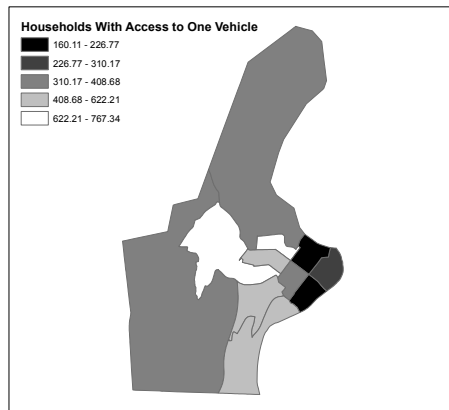 Households With Access to One Vehicle
160.11 - 226.77
226.77 - 310.17
310.17 - 408.68
408.68 - 622.21
622.21 - 767.34